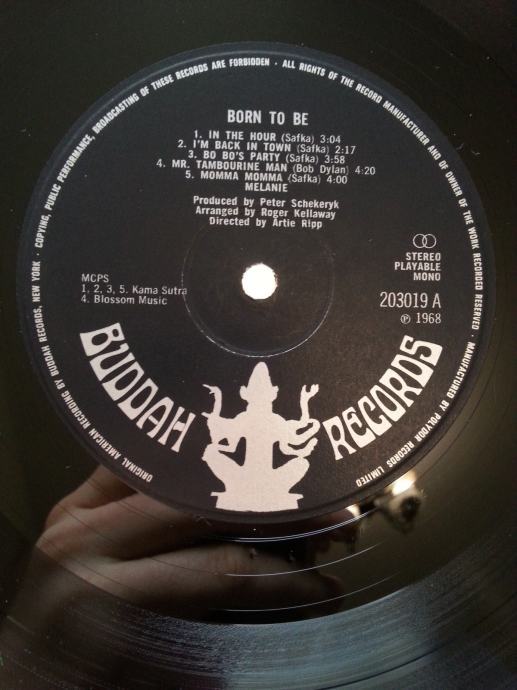 COPYING, PUBLIC PERFORMANCE, BROADCASTING OF THESE RECORDS ARE FORBIDDEN · ALL RIGHTS OF THE RECORD MANUFACTURER AND OF OWNER OF THE WORK RECORDED RESERVED · MANUFACTURED BY POLYDOR RECORDS LIMITED
ORIGINAL AMERICAN RECORDING BY BUDDAH RECORDS, NEW YORK ·
BORN TO BE
1. IN THE HOUR (Safka) 3:04
2. I'M BACK IN TOWN (Safka) 2:17
3. BO BO'S PARTY (Safka) 3:58
4. MR. TAMBOURINE MAN (Bob Dylan) 4:20
5. MOMMA MOMMA (Safka) 4:00
MELANIE
Produced by Peter Schekeryk
Arranged by Roger Kellaway
Directed by Artie Ripp
STEREO
PLAYABLE
MONO
MCPS
1, 2, 3, 5. Kama Sutra
4. Blossom Music
203019 A
℗ 1968
BUDDAH RECORDS